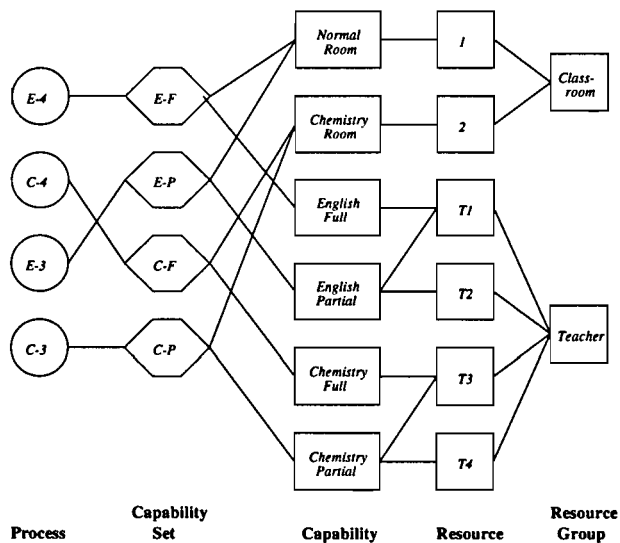 Normal
Room
1
Class-
room
E-4
E-F
Chemistry
Room
2
C-4
E-P
English
Full
T1
E-3
C-F
English
Partial
T2
Teacher
C-3
C-P
Chemistry
Full
T3
Chemistry
Partial
T4
Process
Capability
Set
Capability
Resource
Resource
Group